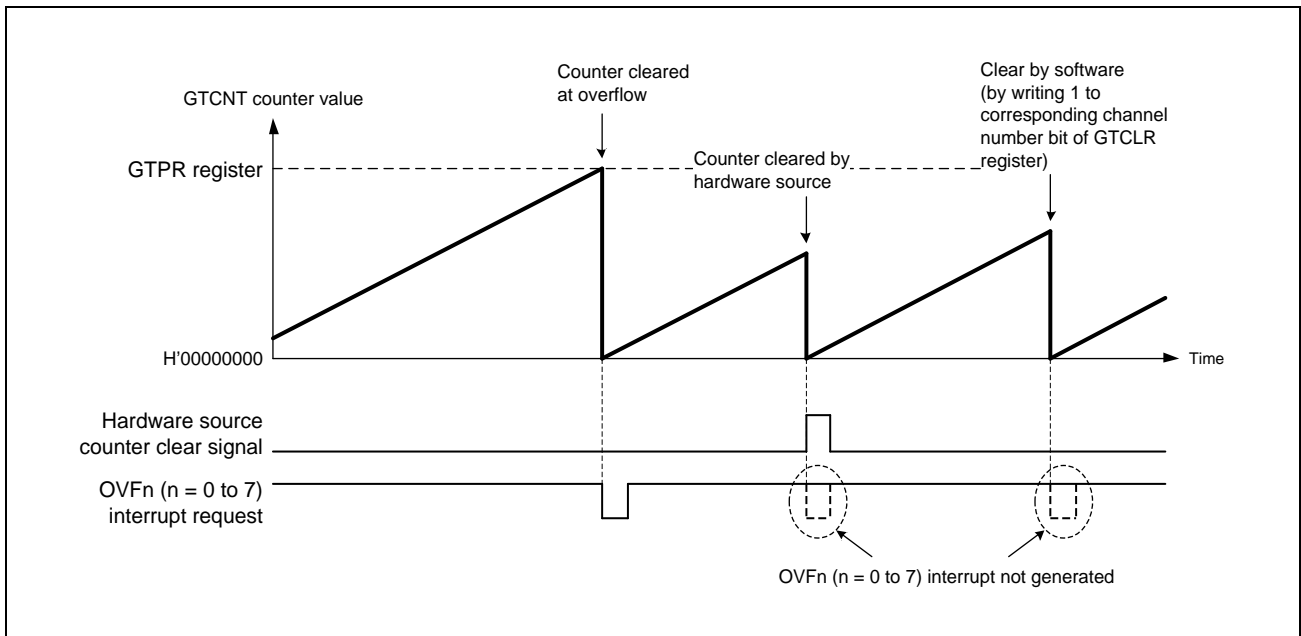 Counter cleared
at overflow
Clear by software
(by writing 1 to
corresponding channel
number bit of GTCLR
register)
GTCNT counter value
GTPR register
Counter cleared by
hardware source
H'00000000
Time
Hardware source
counter clear signal
OVFn (n = 0 to 7)
interrupt request
OVFn (n = 0 to 7) interrupt not generated